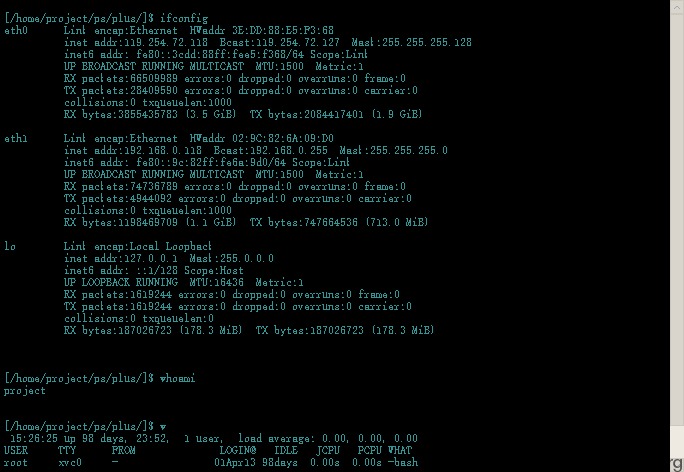 [/home/project/ps/plus/]$ ifconfig
eth0 Link encap:Ethernet HWaddr 3E:DD:88:E5:F3:68
inet addr:119.254.72.118 Bcast:119.254.72.127 Mask:255.255.255.128
inet6 addr: fe80::3cdd:88ff:fee5:f368/64 Scope:Link
UP BROADCAST RUNNING MULTICAST MTU:1500 Metric:1
RX packets:66509989 errors:0 dropped:0 overruns:0 frame:0
TX packets:28409590 errors:0 dropped:0 overruns:0 carrier:0
collisions:0 txqueuelen:1000
RX bytes:3855435783 (3.5 GiB) TX bytes:2084417401 (1.9 GiB)
eth1 Link encap:Ethernet HWaddr 02:9C:82:6A:09:D0
inet addr:192.168.0.118 Bcast:192.168.0.255 Mask:255.255.255.0
inet6 addr: fe80::9c:82ff:fe6a:9d0/64 Scope:Link
UP BROADCAST RUNNING MULTICAST MTU:1500 Metric:1
RX packets:74736789 errors:0 dropped:0 overruns:0 frame:0
TX packets:4944092 errors:0 dropped:0 overruns:0 carrier:0
collisions:0 txqueuelen:1000
RX bytes:1198469709 (1.1 GiB) TX bytes:747664536 (713.0 MiB)
lo Link encap:Local Loopback
inet addr:127.0.0.1 Mask:255.0.0.0
inet6 addr: ::1/128 Scope:Host
UP LOOPBACK RUNNING MTU:16436 Metric:1
RX packets:1619244 errors:0 dropped:0 overruns:0 frame:0
TX packets:1619244 errors:0 dropped:0 overruns:0 carrier:0
collisions:0 txqueuelen:0
RX bytes:187026723 (178.3 MiB) TX bytes:187026723 (178.3 MiB)
[/home/project/ps/plus/]$ whoami
project
[/home/project/ps/plus/]$ w
15:26:25 up 98 days, 23:52, 1 user, load average: 0.00, 0.00, 0.00
USER TTY FROM LOGIN@ IDLE JCPU PCPU WHAT
root xvc0 - 01Apr13 98days 0.00s 0.00s -bash
rg